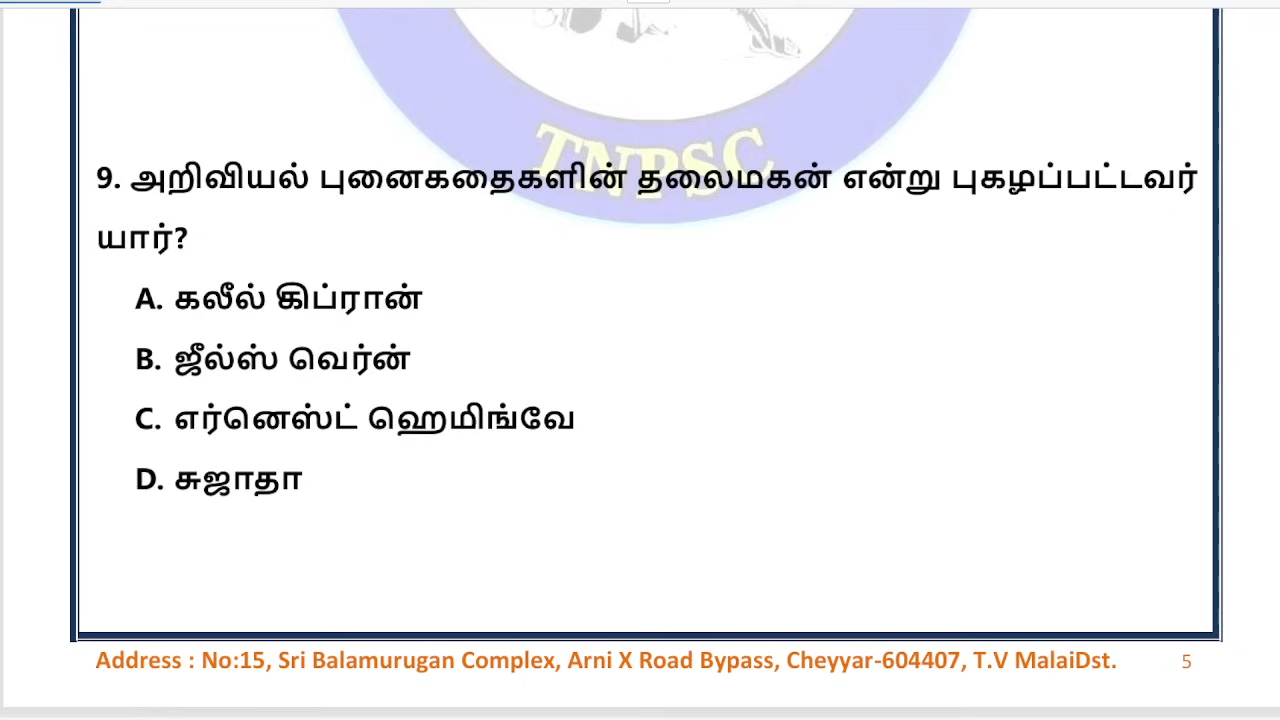 TNPSC
9. அறிவியல் புனைகதைகளின் தலைமகன் என்று புகழப்பட்டவர்
யார்?
A. கலீல் கிப்ரான்
B. ஜீல்ஸ் வெர்ன்
C. எர்னெஸ்ட் ஹெமிங்வே
D. சுஜாதா
Address : No:15, Sri Balamurugan Complex, Arni X Road Bypass, Cheyyar-604407, T.V MalaiDst. 5